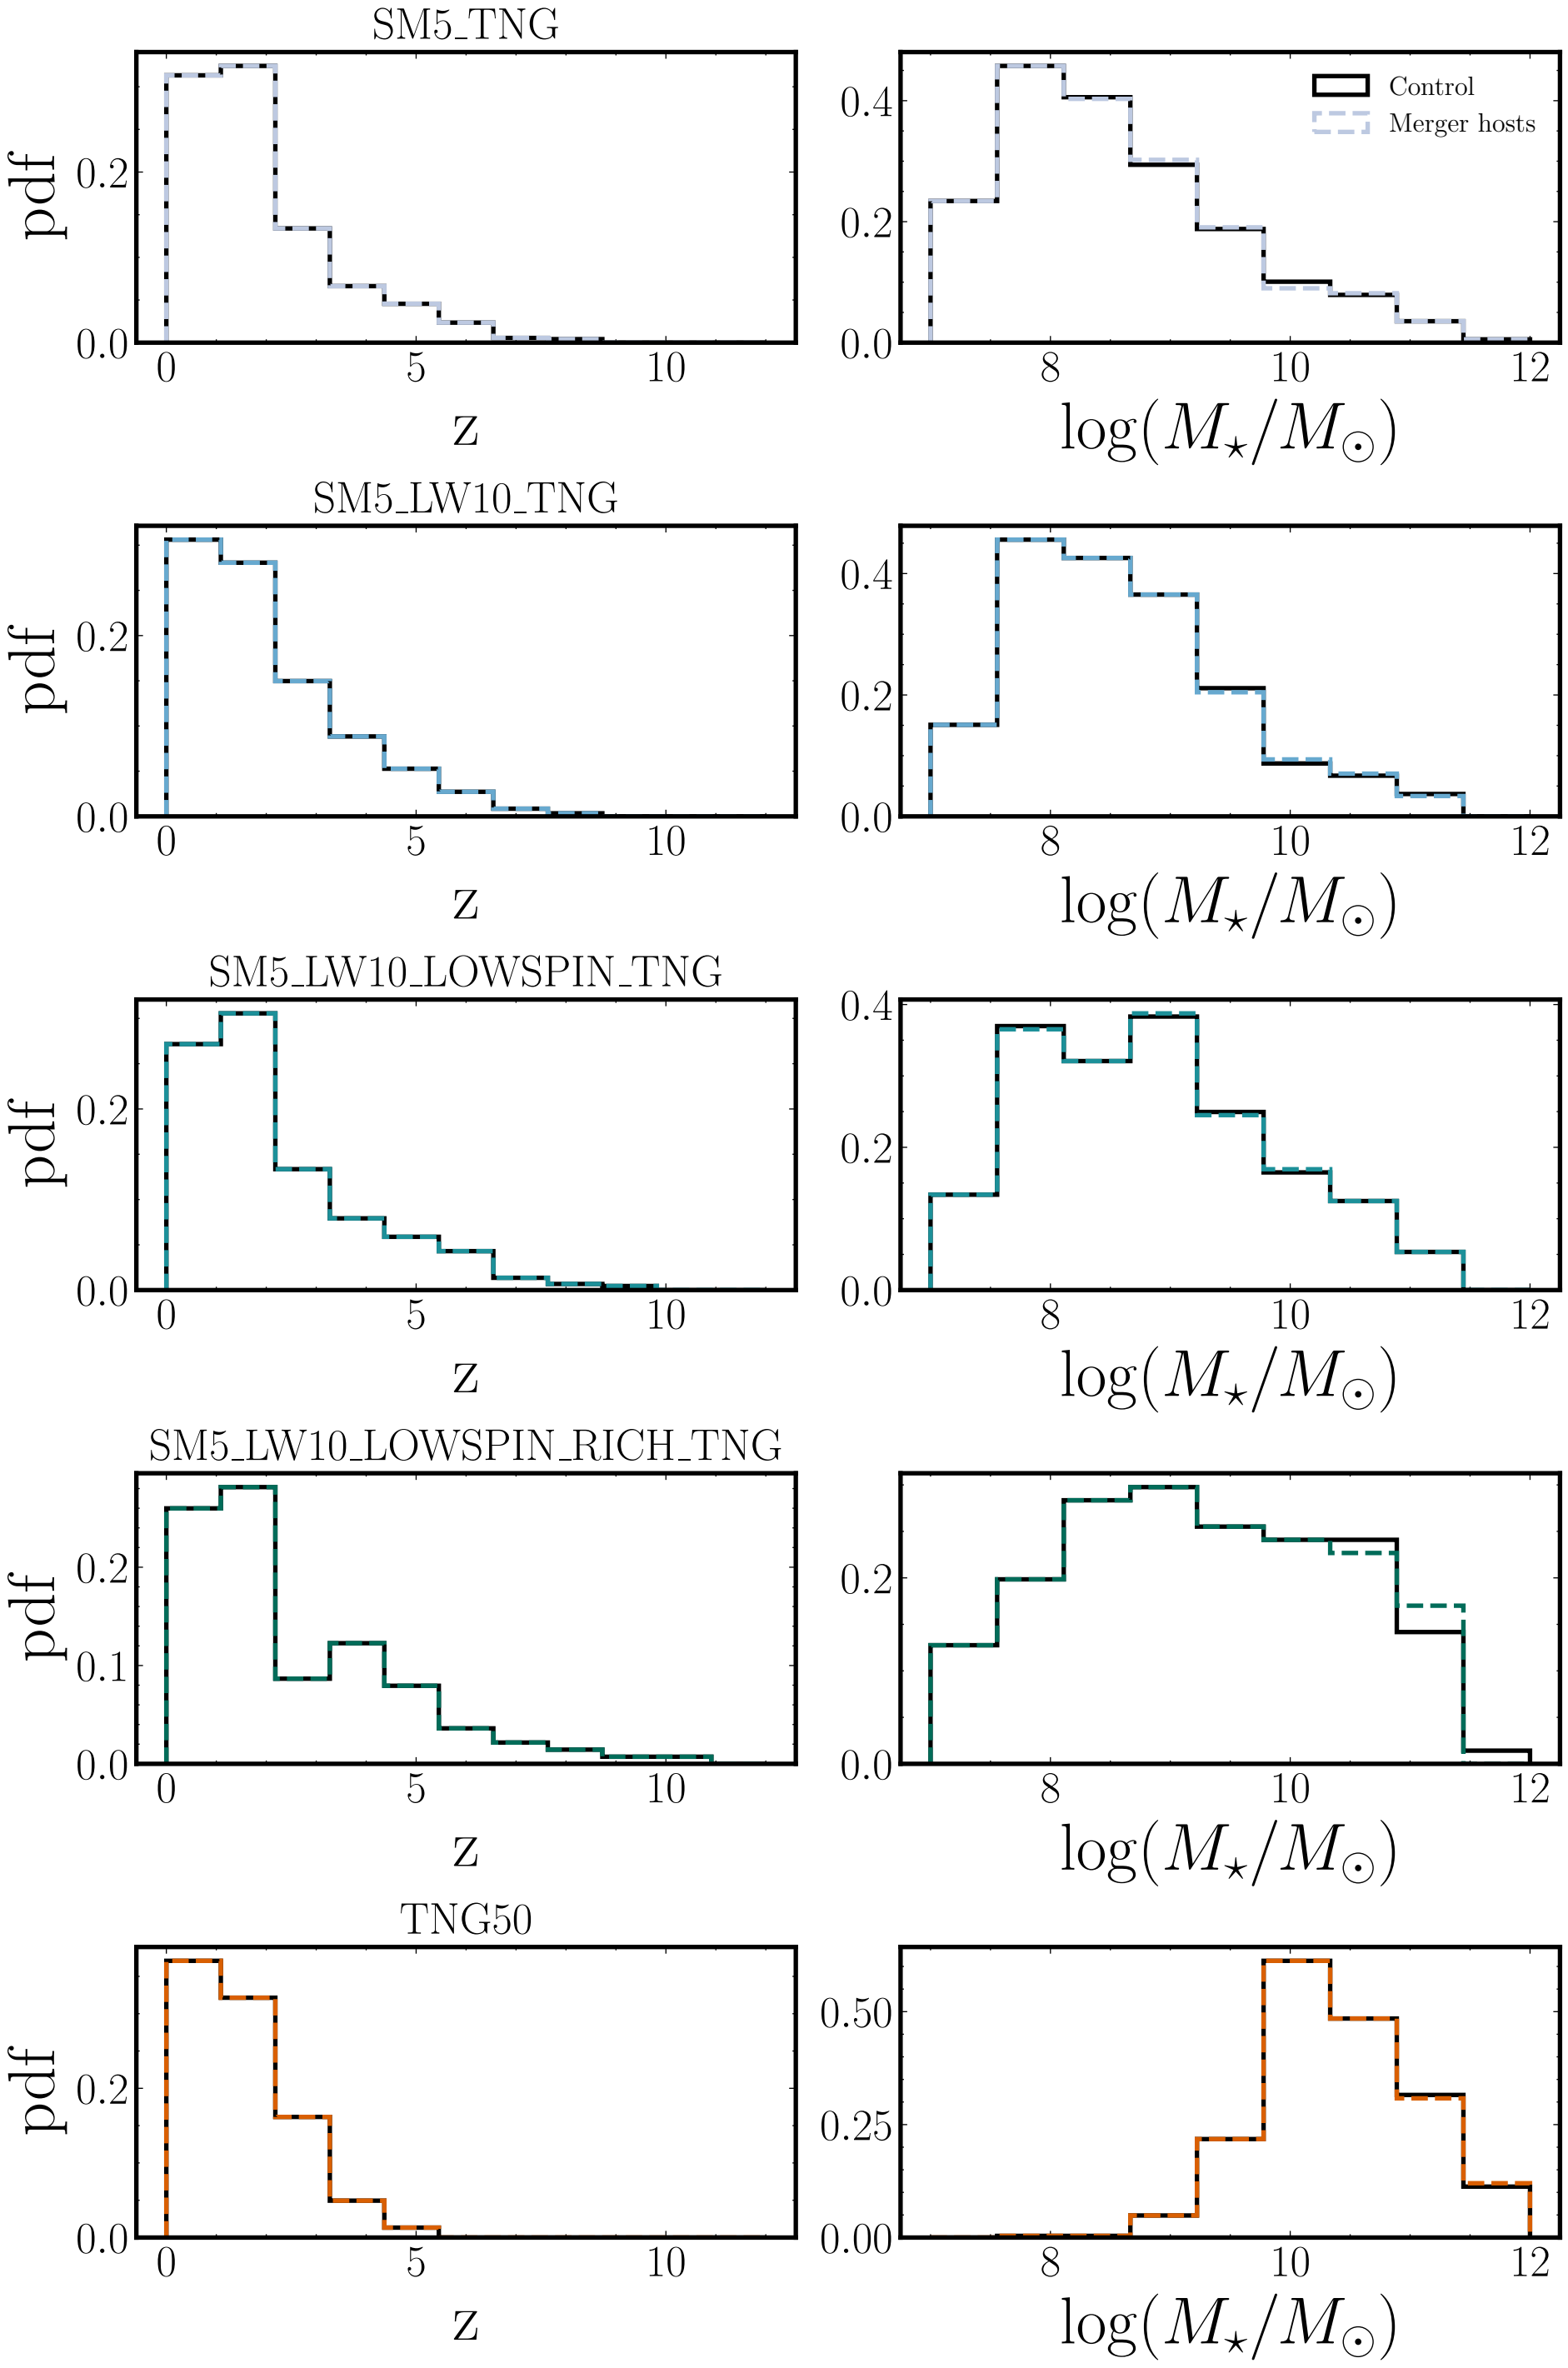 SM5_TNG
pdf
0.2
0.0
0 5 10
z
0.4
0.2
0.0
Control
Merger hosts
8 10 12
log(M⋆/M⊙)
SM5_LW10_TNG
pdf
0.2
0.0
0 5 10
z
0.4
0.2
0.0
8 10 12
log(M⋆/M⊙)
SM5_LW10_LOWSPIN_TNG
pdf
0.2
0.0
0 5 10
z
0.4
0.2
0.0
8 10 12
log(M⋆/M⊙)
SM5_LW10_LOWSPIN_RICH_TNG
pdf
0.2
0.1
0.0
0 5 10
z
0.2
0.0
8 10 12
log(M⋆/M⊙)
TNG50
pdf
0.2
0.0
0 5 10
z
0.50
0.25
0.00
8 10 12
log(M⋆/M⊙)